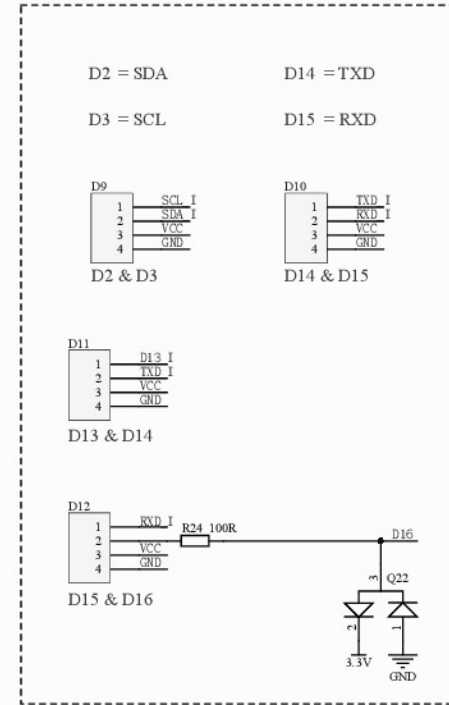 D2 = SDA
D14 = TXD
D3 = SCL
D15 = RXD
D9
1 SCL_I
2 SDA_I
3 VCC
4 GND
D2 & D3
D10
1 TXD_I
2 RXD_I
3 VCC
4 GND
D14 & D15
D11
1 D13_I
2 TXD_I
3 VCC
4 GND
D13 & D14
D12
1 RXD_I
2 R24 100R D16
3 VCC
4 GND
D15 & D16
3 Q22
2 1
3.3V GND